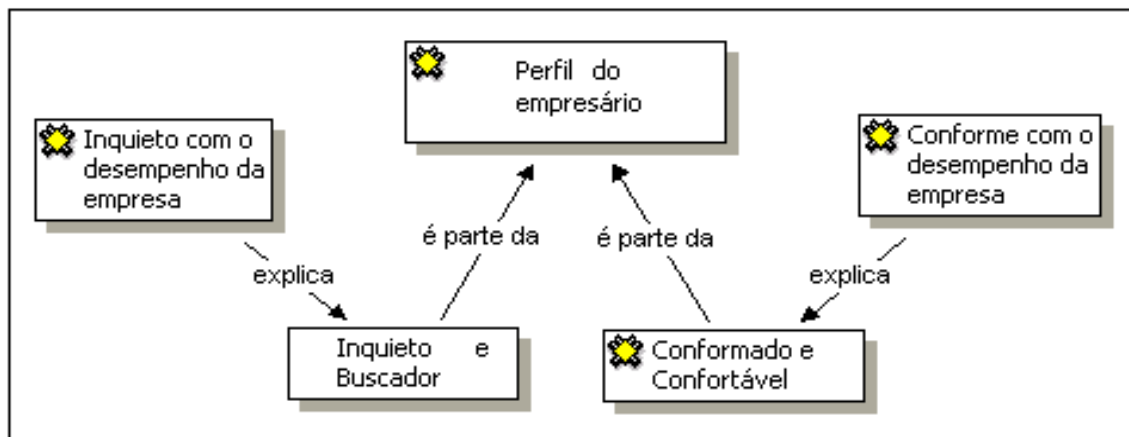 Perfil do
empresário
Inquieto com o
desempenho da
empresa
Conforme com o
desempenho da
empresa
é parte da
é parte da
explica
explica
Inquieto e
Buscador
Conformado e
Confortável